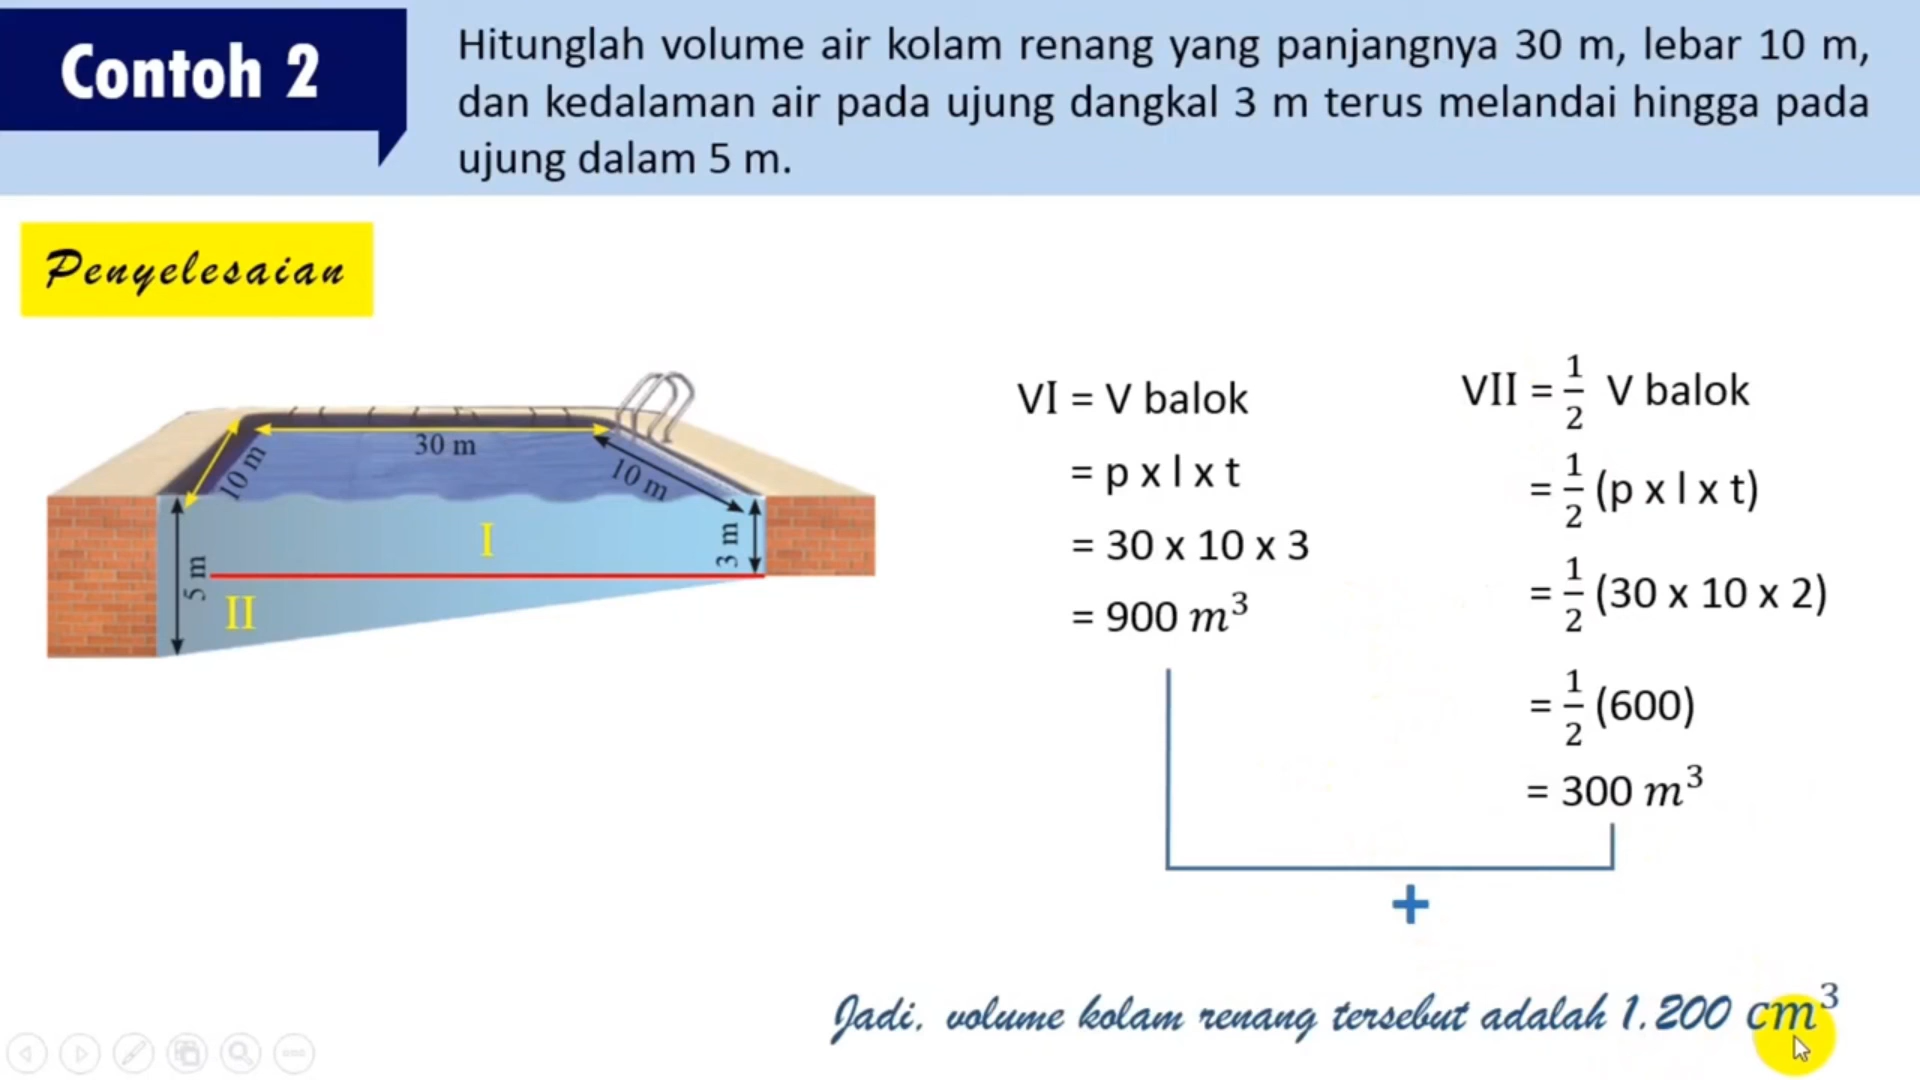 Contoh 2
Hitunglah volume air kolam renang yang panjangnya 30 m, lebar 10 m,
dan kedalaman air pada ujung dangkal 3 m terus melandai hingga pada
ujung dalam 5 m.
Penyelesaian
30 m
10 m
10 m
I
3 m
5 m
II
VI = V balok
= p x l x t
= 30 x 10 x 3
= 900 m³
VII = 1/2 V balok
= 1/2 (p x l x t)
= 1/2 (30 x 10 x 2)
= 1/2 (600)
= 300 m³
+
Jadi, volume kolam renang tersebut adalah 1.200 cm³